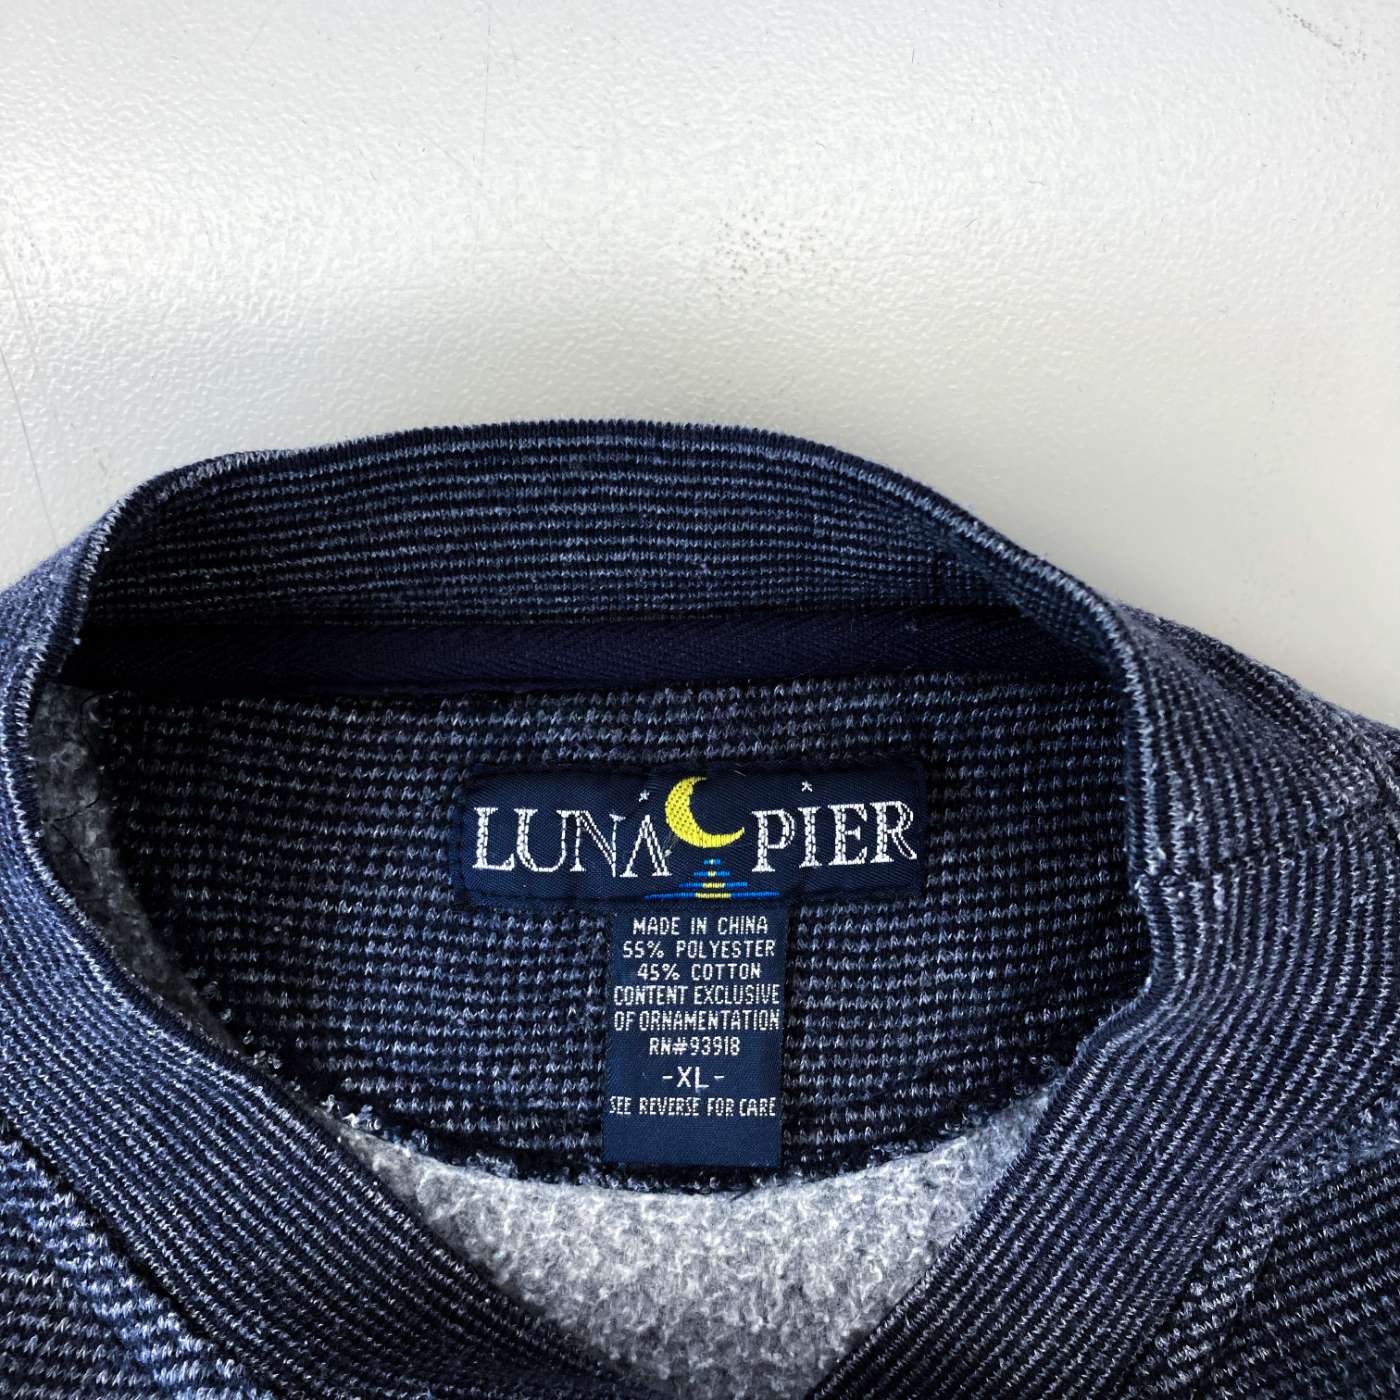 LUNA PIER
MADE IN CHINA
55% POLYESTER
45% COTTON
CONTENT EXCLUSIVE
OF ORNAMENTATION
RN#93918
-XL-
SEE REVERSE FOR CARE